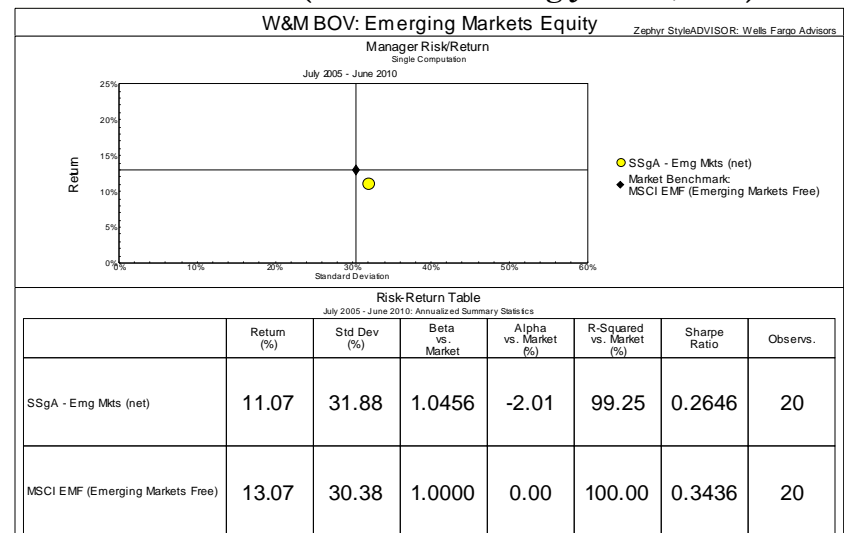 W&M BOV: Emerging Markets Equity
Zephyr StyleADVISOR: Wells Fargo Advisors
Manager Risk/Return
Single Computation
July 2005 - June 2010
25%
20%
15%
10%
5%
0%
Return
0% 10% 20% 30% 40% 50% 60%
Standard Deviation
SSgA - Emg Mkts (net)
Market Benchmark:
MSCI EMF (Emerging Markets Free)
Risk-Return Table
July 2005 - June 2010: Annualized Summary Statistics
Return (%) Std Dev (%) Beta vs. Market Alpha vs. Market (%) R-Squared vs. Market (%) Sharpe Ratio Observs.
SSgA - Emg Mkts (net) 11.07 31.88 1.0456 -2.01 99.25 0.2646 20
MSCI EMF (Emerging Markets Free) 13.07 30.38 1.0000 0.00 100.00 0.3436 20